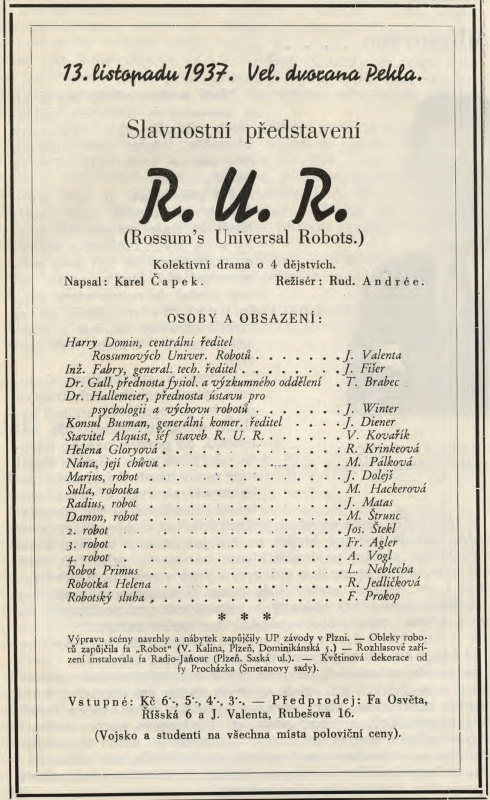 13. listopadu 1937. Vel. dvorana Pekla.
Slavnostní představení
R. U. R.
(Rossum's Universal Robots.)
Kolektivní drama o 4 dějstvích.
Napsal: Karel Čapek. Režisér: Rud. Andrée.
OSOBY A OBSAZENÍ:
Harry Domin, centrální ředitel
Rossumových Univer. Robotů . . . . . . . J. Valenta
Inž. Fabry, general. tech. ředitel . . . . . . . . J. Fišer
Dr. Gall, přednosta fysiol. a výzkumného oddělení . T. Brabec
Dr. Hallemeier, přednosta ústavu pro
psychologii a výchovu robotů . . . . . . . J. Winter
Konsul Busman, generální komer. ředitel . . . . J. Diener
Stavitel Alquist, šéf staveb R. U. R. . . . . . . V. Kovařík
Helena Gloryová . . . . . . . . . . . . . R. Krinkeová
Nána, její chůva . . . . . . . . . . . . . M. Pálková
Marius, robot . . . . . . . . . . . . . . J. Dolejš
Sulla, robotka . . . . . . . . . . . . . . M. Hackerová
Radius, robot . . . . . . . . . . . . . . J. Matas
Damon, robot . . . . . . . . . . . . . . M. Štrunc
2. robot . . . . . . . . . . . . . . . Jos. Štekl
3. robot . . . . . . . . . . . . . . . Fr. Agler
4. robot . . . . . . . . . . . . . . . A. Vogl
Robot Primus . . . . . . . . . . . . . . L. Neblecha
Robotka Helena . . . . . . . . . . . . . R. Jedličková
Robotský sluha . . . . . . . . . . . . . . F. Prokop
* * *
Výpravu scény navrhly a nábytek zapůjčily UP závody v Plzni. — Obleky robo-
tů zapůjčila fa „Robot" (V. Kalina, Plzeň, Dominikánská 5.) — Rozhlasové zaří-
zení instalovala fa Radio-Jaňour (Plzeň. Saská ul.). — Květinová dekorace od
fy Procházka (Smetanovy sady).
Vstupné: Kč 6·-, 5·-, 4·-, 3·-. — Předprodej: Fa Osvěta,
Říšská 6 a J. Valenta, Rubešova 16.
(Vojsko a studenti na všechna místa poloviční ceny).